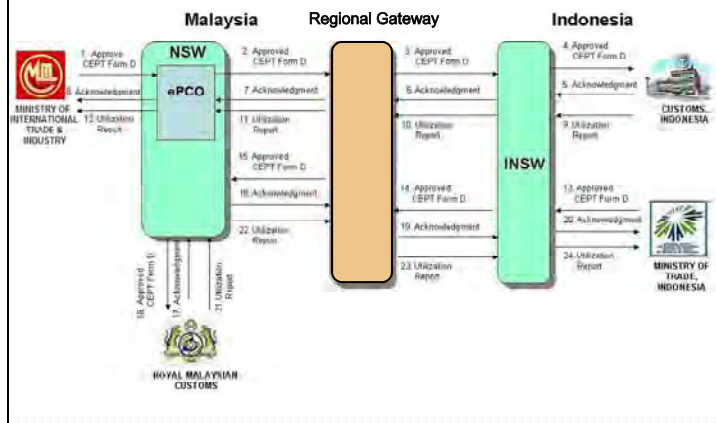 Malaysia
Regional Gateway
Indonesia
1. Approve
CEPT Form D
NSW
2. Approved
CEPT Form D
3. Approved
CEPT Form D
4. Approved
CEPT Form D
MITI
ePCO
8. Acknowledgment
7. Acknowledgment
6. Acknowledgment
5. Acknowledgment
MINISTRY OF
INTERNATIONAL
TRADE &
INDUSTRY
12. Utilization
Report
11. Utilization
Report
10. Utilization
Report
9. Utilization
Report
CUSTOMS,
INDONESIA
15. Approved
CEPT Form D
INSW
18. Acknowledgment
14. Approved
CEPT Form D
13. Approved
CEPT Form D
22. Utilization
Report
19. Acknowledgment
20. Acknowledgment
23. Utilization
Report
24. Utilization
Report
MINISTRY OF
TRADE,
INDONESIA
16. Approved
CEPT Form D
17. Acknowledgment
21. Utilization
Report
ROYAL MALAYSIAN
CUSTOMS